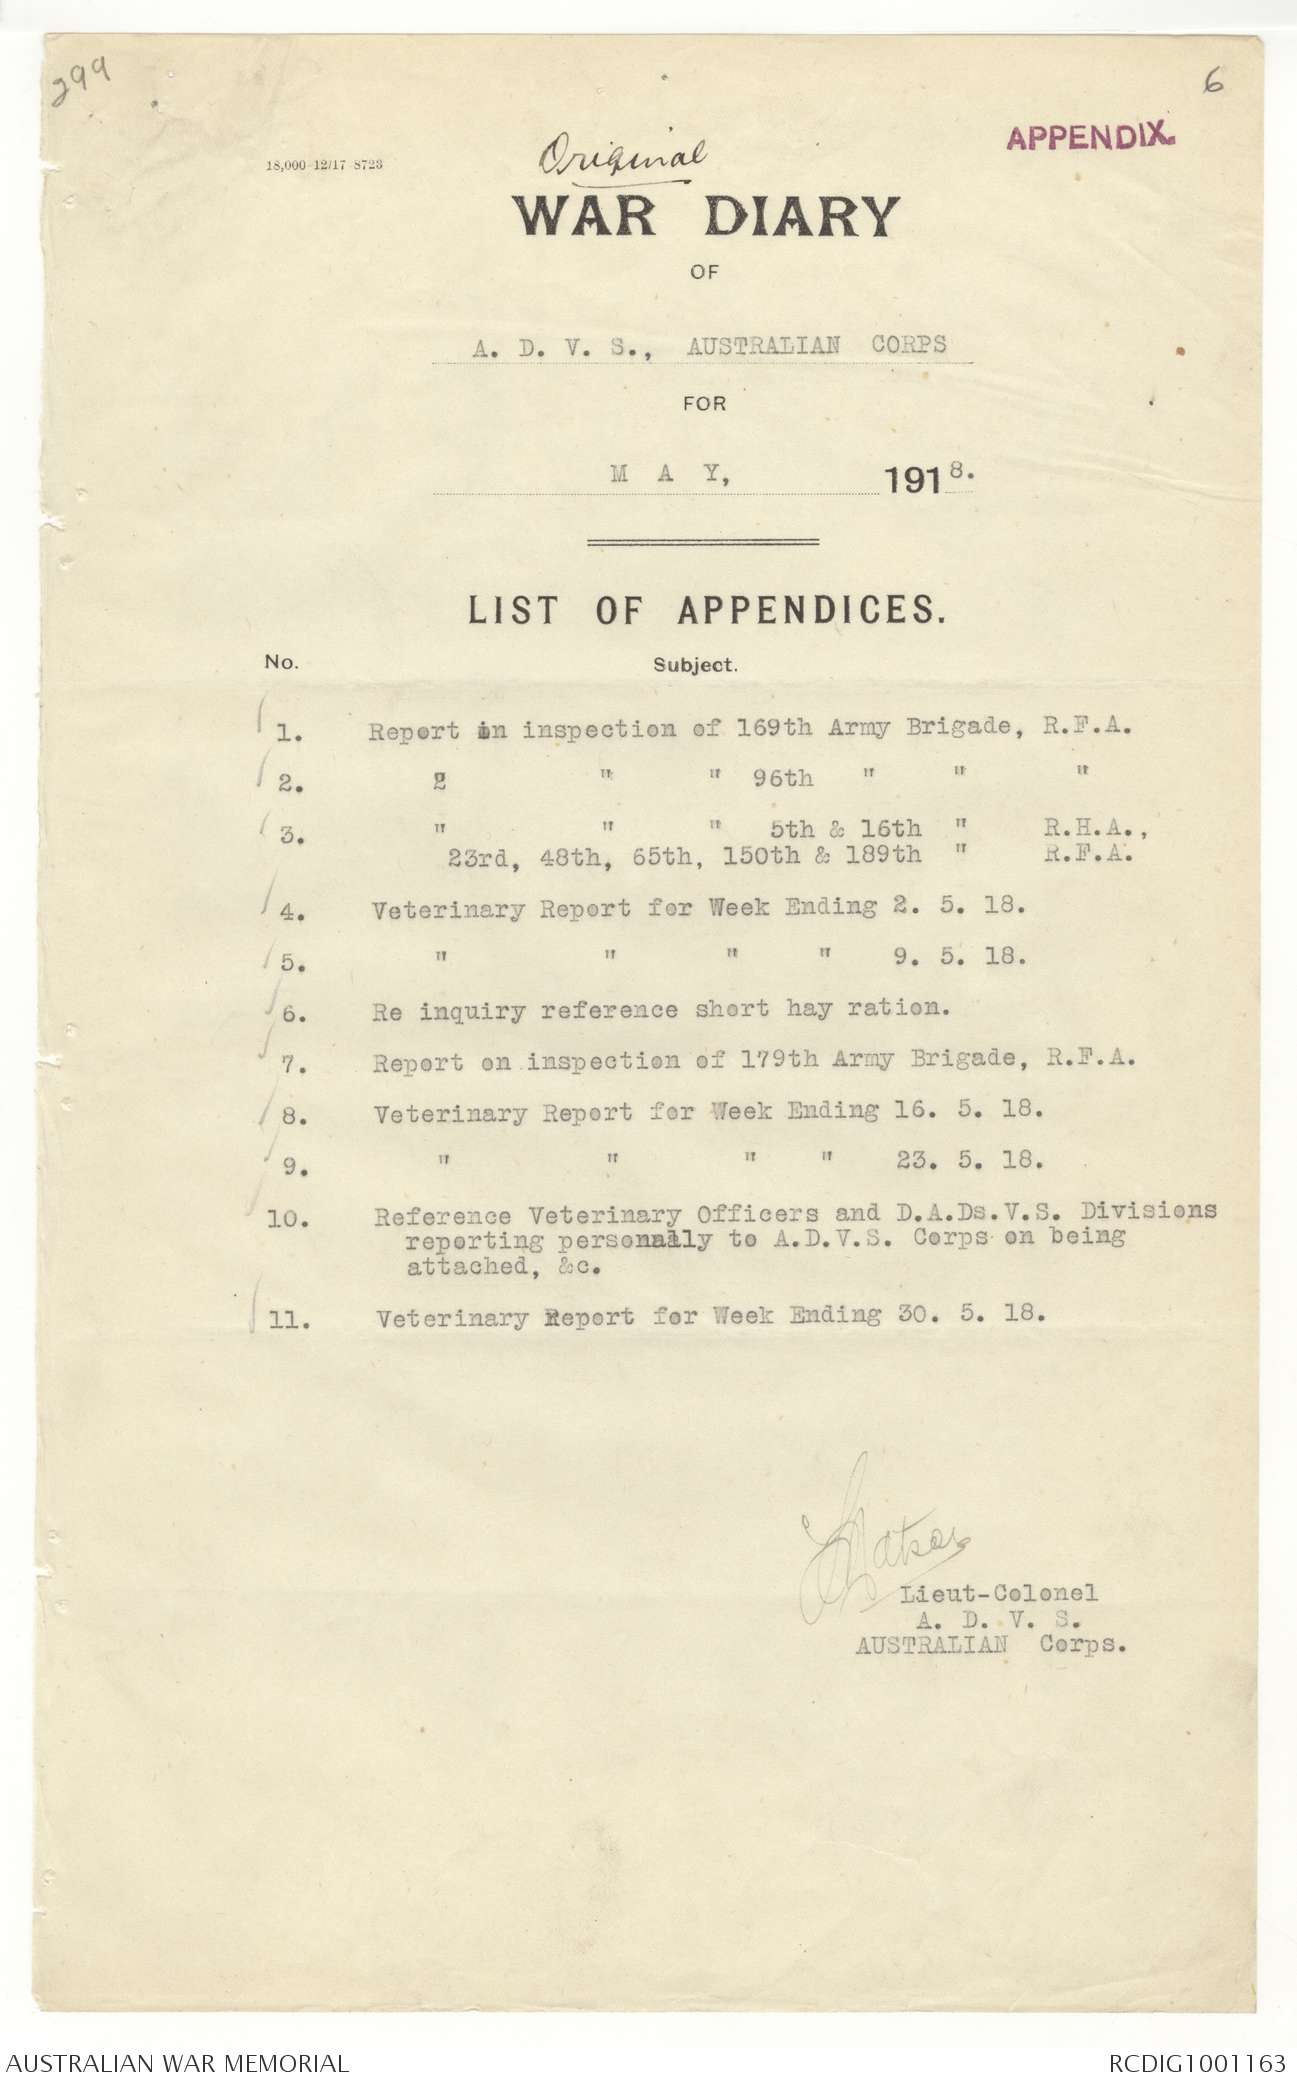 299
6
APPENDIX.
18,000-12/17 8723
Original
WAR DIARY
OF
A. D. V. S., AUSTRALIAN CORPS
FOR
M A Y, 1918.
LIST OF APPENDICES.
No. Subject.
1. Report in inspection of 169th Army Brigade, R.F.A.
2. " " " 96th " " "
3. " " " 5th & 16th " R.H.A.,
23rd, 48th, 65th, 150th & 189th " R.F.A.
4. Veterinary Report for Week Ending 2. 5. 18.
5. " " " " 9. 5. 18.
6. Re inquiry reference short hay ration.
7. Report on inspection of 179th Army Brigade, R.F.A.
8. Veterinary Report for Week Ending 16. 5. 18.
9. " " " " 23. 5. 18.
10. Reference Veterinary Officers and D.A.Ds.V.S. Divisions
reporting personally to A.D.V.S. Corps on being
attached, &c.
11. Veterinary Report for Week Ending 30. 5. 18.
Lieut-Colonel
A. D. V. S.
AUSTRALIAN Corps.
AUSTRALIAN WAR MEMORIAL
RCDIG1001163